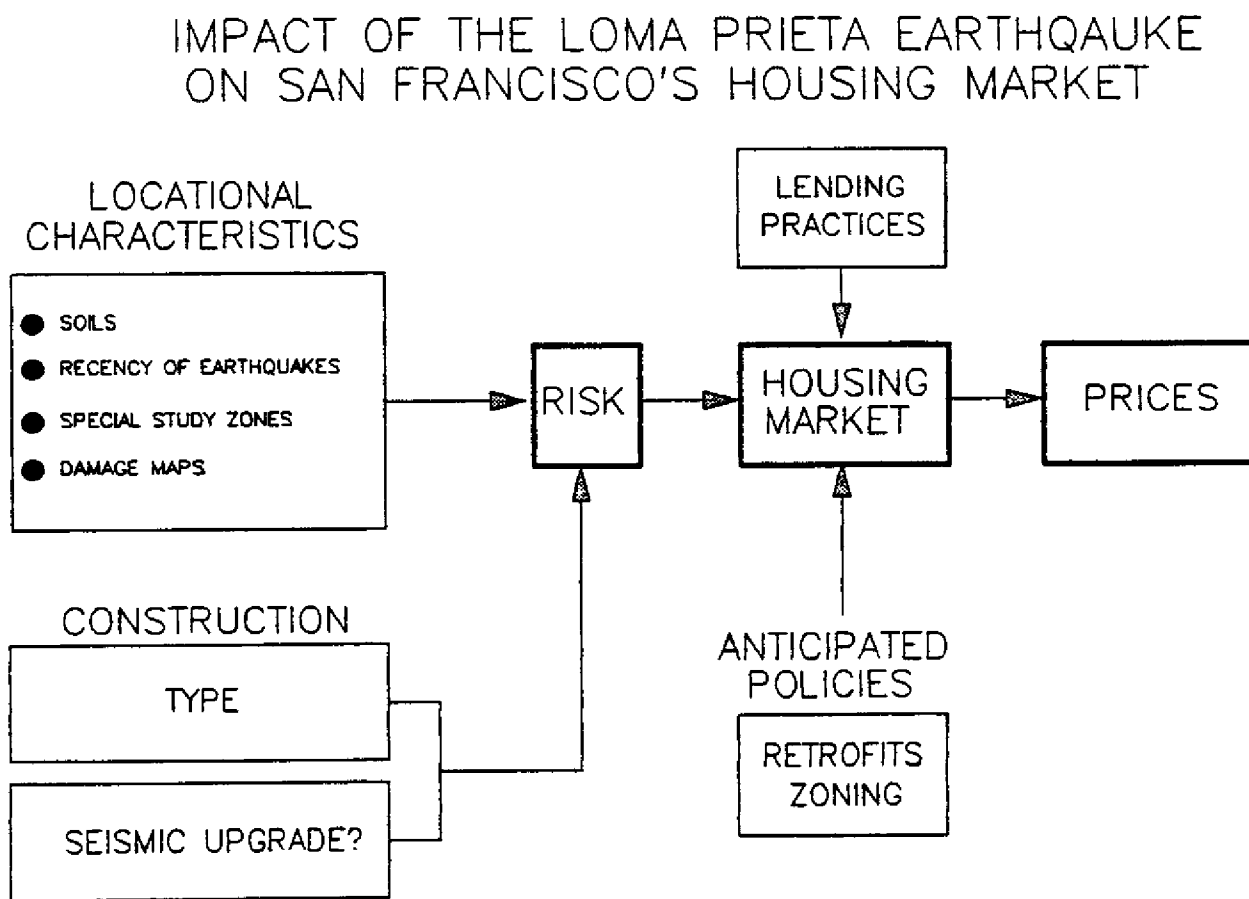 IMPACT OF THE LOMA PRIETA EARTHQAUKE
ON SAN FRANCISCO'S HOUSING MARKET
LOCATIONAL
CHARACTERISTICS
● SOILS
● RECENCY OF EARTHQUAKES
● SPECIAL STUDY ZONES
● DAMAGE MAPS
LENDING
PRACTICES
RISK
HOUSING
MARKET
PRICES
CONSTRUCTION
TYPE
SEISMIC UPGRADE?
ANTICIPATED
POLICIES
RETROFITS
ZONING